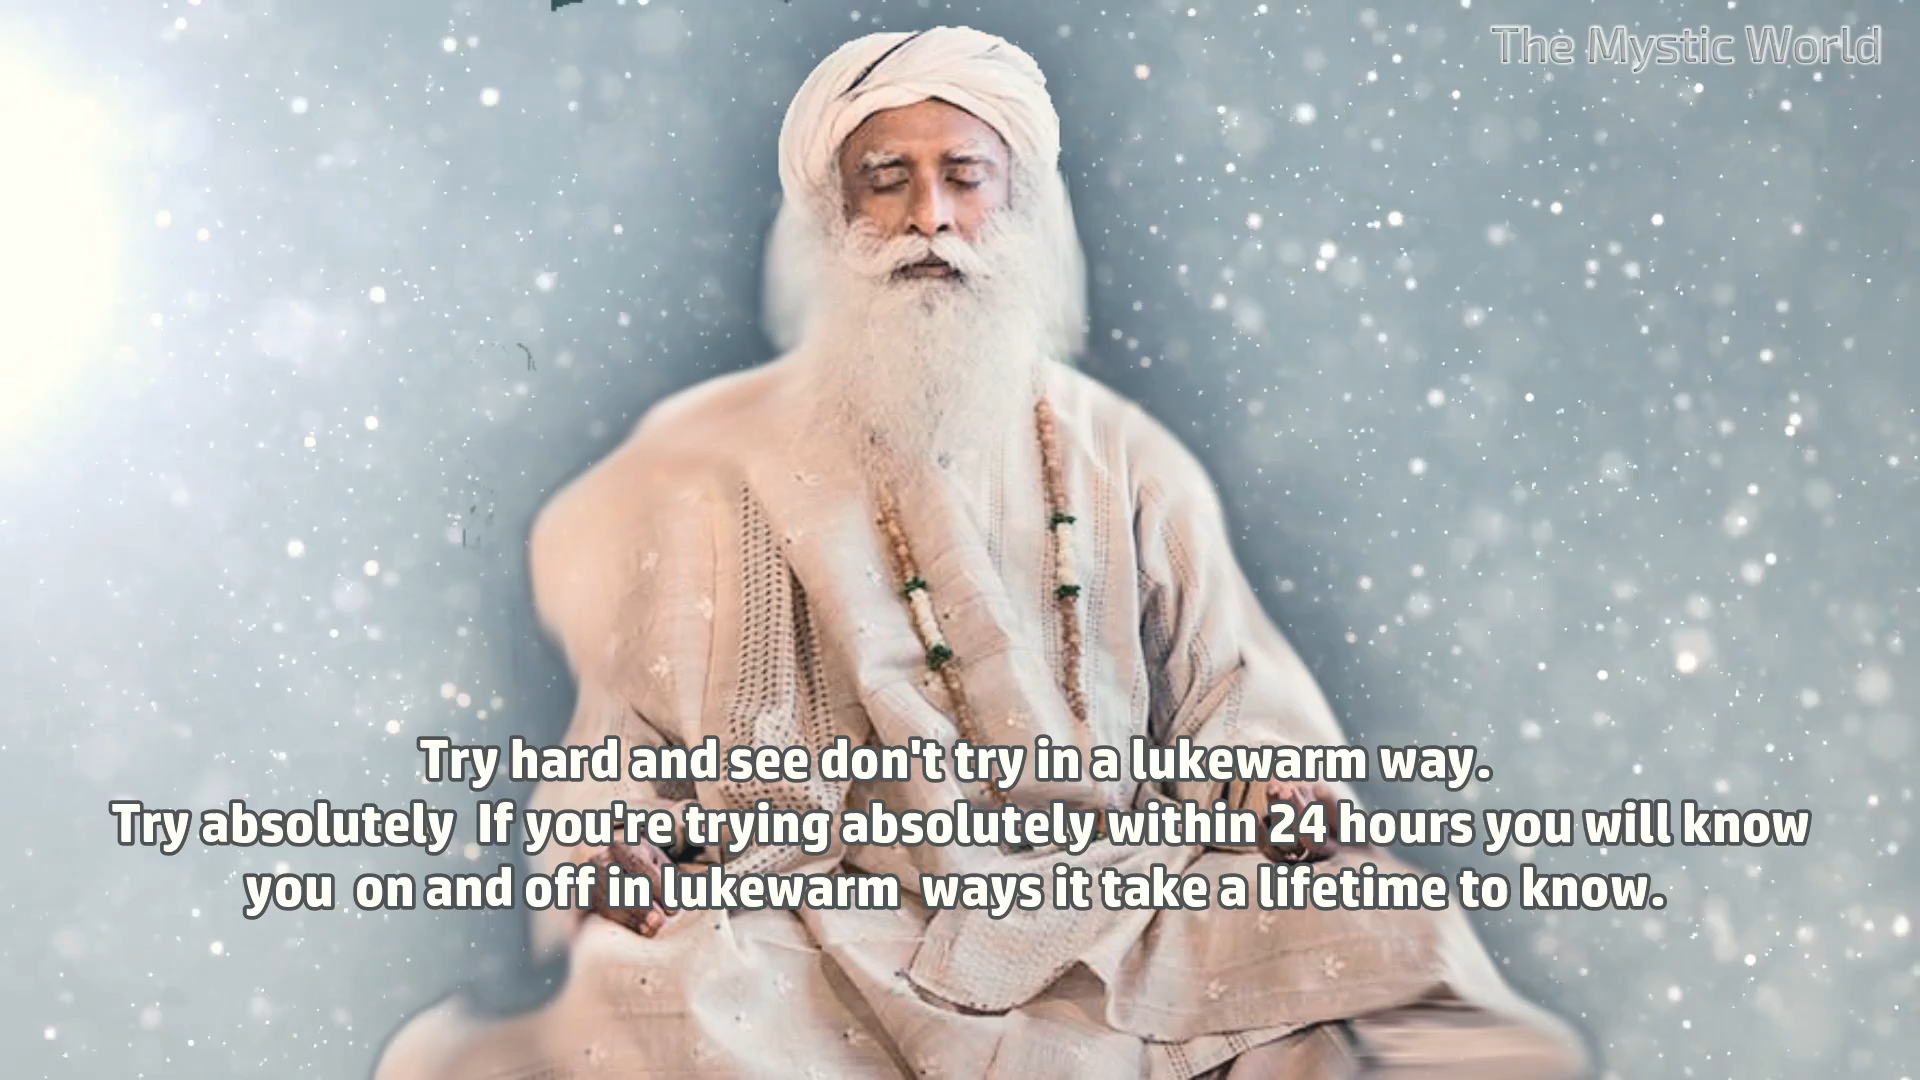 The Mystic World
Try hard and see don't try in a lukewarm way.
Try absolutely  If you're trying absolutely within 24 hours you will know
you  on and off in lukewarm  ways it take a lifetime to know.